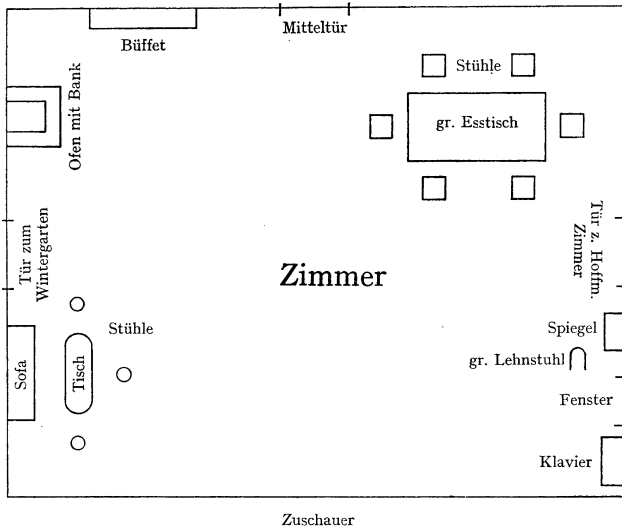 Mitteltür
Büffet
Stühle
Ofen mit Bank
gr. Esstisch
Tür zum
Wintergarten
Tür z. Hoffm.
Zimmer
Zimmer
Stühle
Spiegel
gr. Lehnstuhl
Sofa
Tisch
Fenster
Klavier
Zuschauer